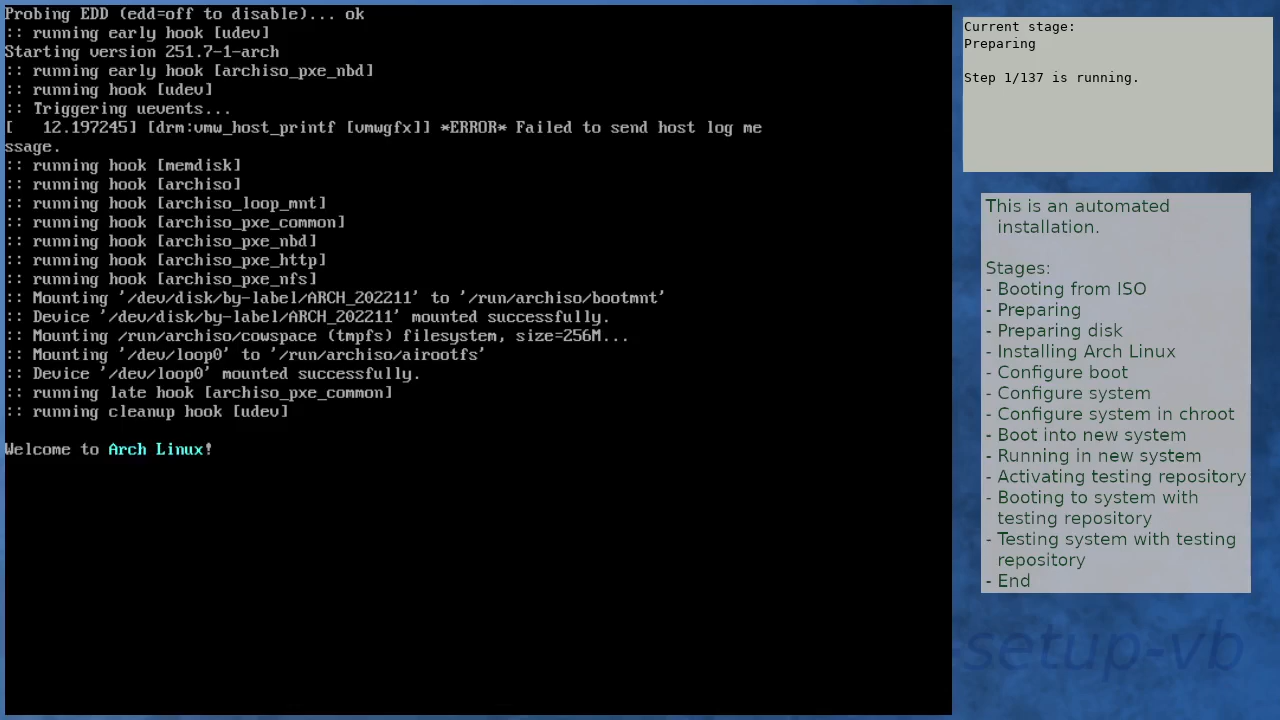 Probing EDD (edd=off to disable)... ok
:: running early hook [udev]
Starting version 251.7-1-arch
:: running early hook [archiso_pxe_nbd]
:: running hook [udev]
:: Triggering uevents...
[   12.197245] [drm:vmw_host_printf [vmwgfx]] *ERROR* Failed to send host log me
ssage.
:: running hook [memdisk]
:: running hook [archiso]
:: running hook [archiso_loop_mnt]
:: running hook [archiso_pxe_common]
:: running hook [archiso_pxe_nbd]
:: running hook [archiso_pxe_http]
:: running hook [archiso_pxe_nfs]
:: Mounting '/dev/disk/by-label/ARCH_202211' to '/run/archiso/bootmnt'
:: Device '/dev/disk/by-label/ARCH_202211' mounted successfully.
:: Mounting /run/archiso/cowspace (tmpfs) filesystem, size=256M...
:: Mounting '/dev/loop0' to '/run/archiso/airootfs'
:: Device '/dev/loop0' mounted successfully.
:: running late hook [archiso_pxe_common]
:: running cleanup hook [udev]
Welcome to Arch Linux!
Current stage:
Preparing
Step 1/137 is running.
This is an automated
installation.
Stages:
- Booting from ISO
- Preparing
- Preparing disk
- Installing Arch Linux
- Configure boot
- Configure system
- Configure system in chroot
- Boot into new system
- Running in new system
- Activating testing repository
- Booting to system with
testing repository
- Testing system with testing
repository
- End
-setup-vb